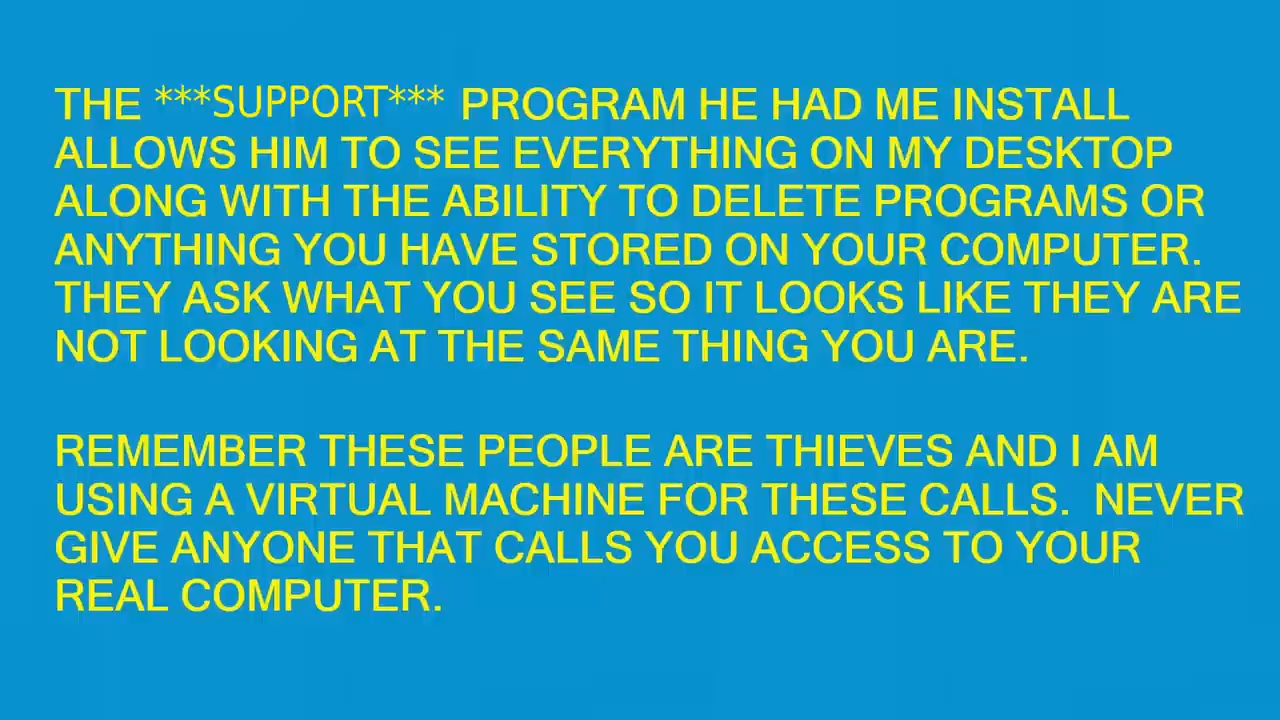 THE ***SUPPORT*** PROGRAM HE HAD ME INSTALL
ALLOWS HIM TO SEE EVERYTHING ON MY DESKTOP
ALONG WITH THE ABILITY TO DELETE PROGRAMS OR
ANYTHING YOU HAVE STORED ON YOUR COMPUTER.
THEY ASK WHAT YOU SEE SO IT LOOKS LIKE THEY ARE
NOT LOOKING AT THE SAME THING YOU ARE.
REMEMBER THESE PEOPLE ARE THIEVES AND I AM
USING A VIRTUAL MACHINE FOR THESE CALLS.  NEVER
GIVE ANYONE THAT CALLS YOU ACCESS TO YOUR
REAL COMPUTER.